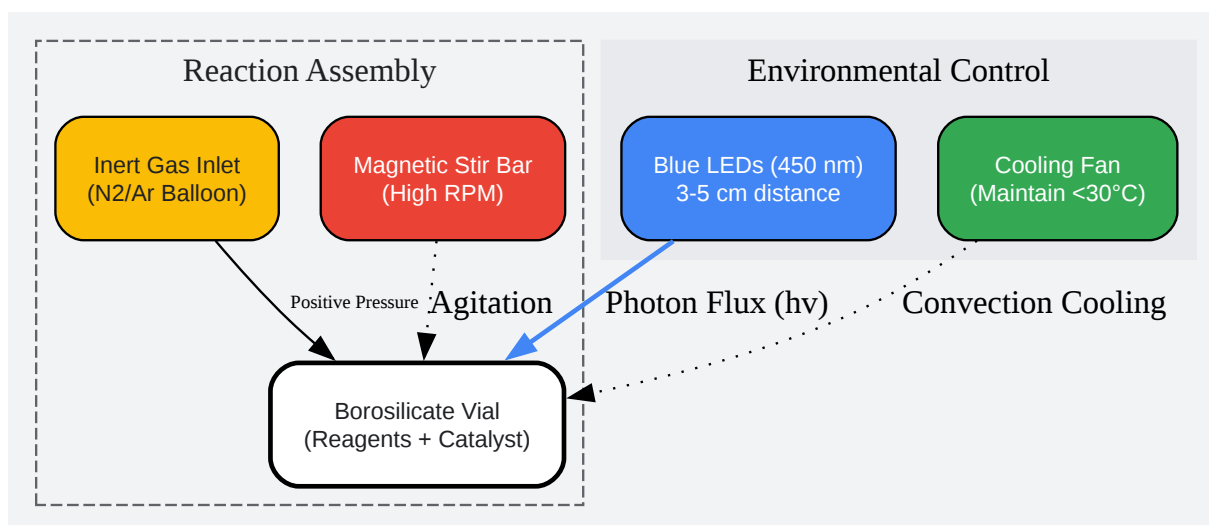 Reaction Assembly
Environmental Control
Inert Gas Inlet
(N2/Ar Balloon)
Magnetic Stir Bar
(High RPM)
Blue LEDs (450 nm)
3-5 cm distance
Cooling Fan
(Maintain <30°C)
Positive Pressure
Agitation
Photon Flux (hv)
Convection Cooling
Borosilicate Vial
(Reagents + Catalyst)